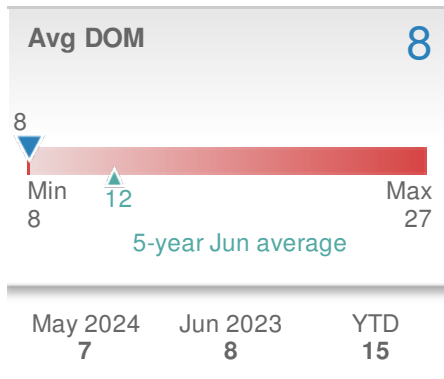 Avg DOM 8
8
Min Max
8 12 27
5-year Jun average
May 2024 Jun 2023 YTD
7 8 15